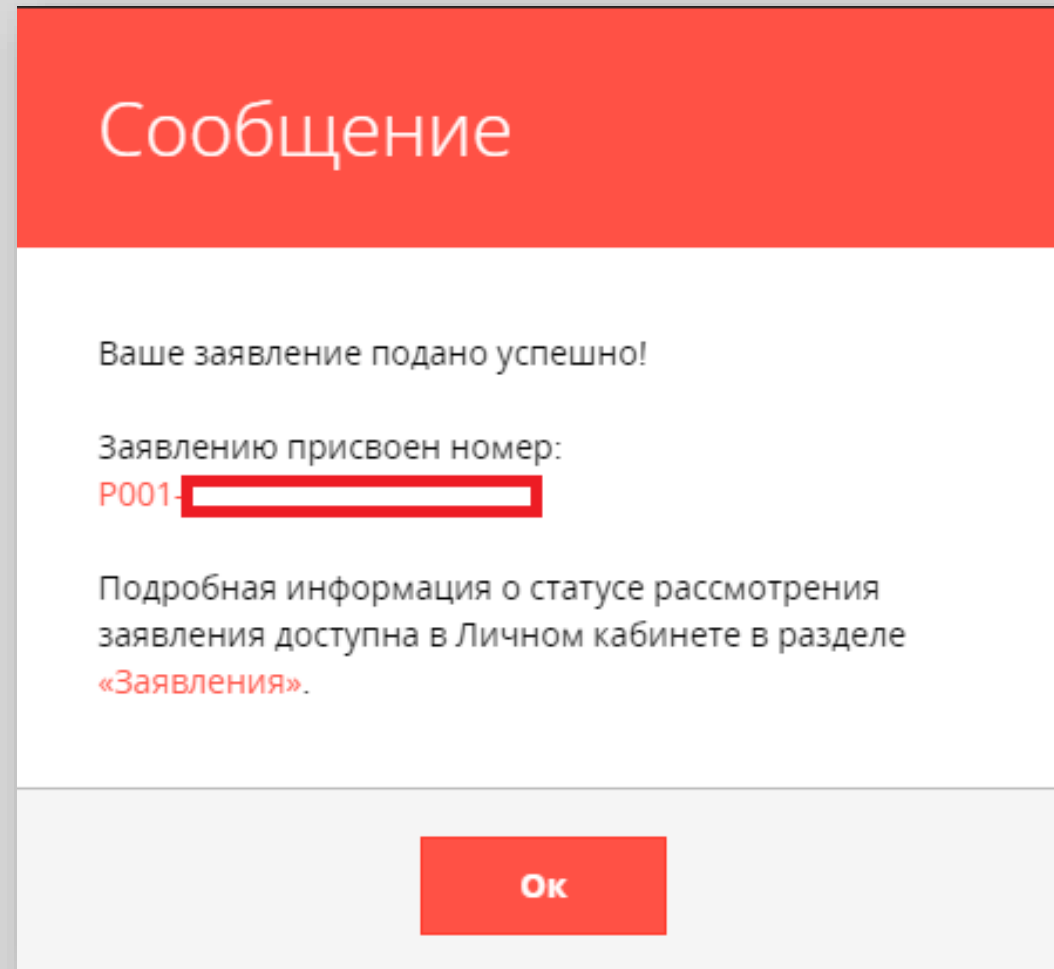 Сообщение
Ваше заявление подано успешно!
Заявлению присвоен номер:
P001-
Подробная информация о статусе рассмотрения
заявления доступна в Личном кабинете в разделе
«Заявления».
Ок